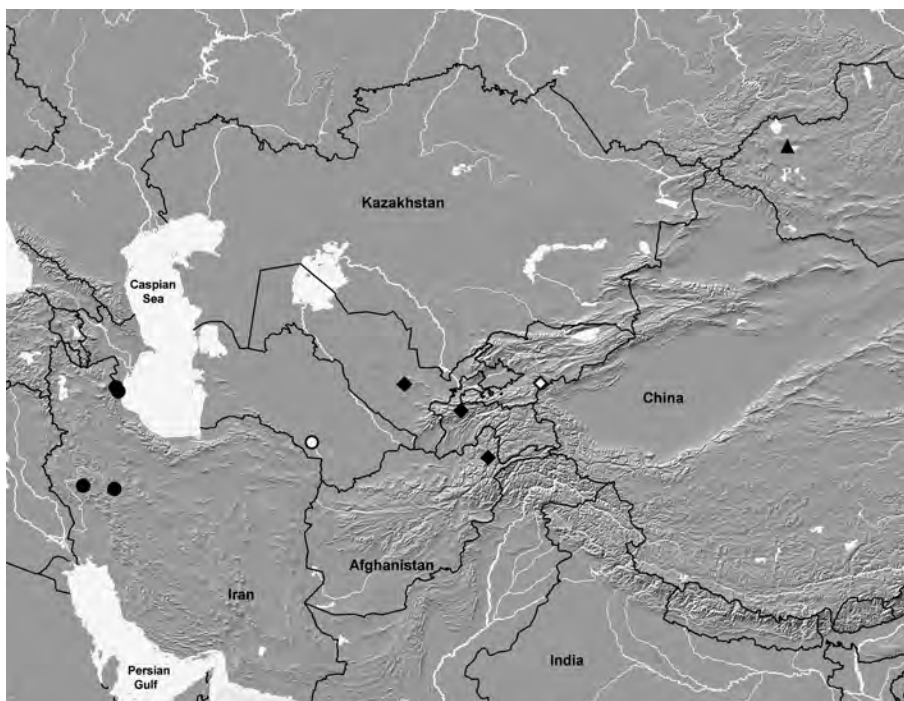 Kazakhstan
Caspian
Sea
China
Afghanistan
Iran
India
Persian
Gulf